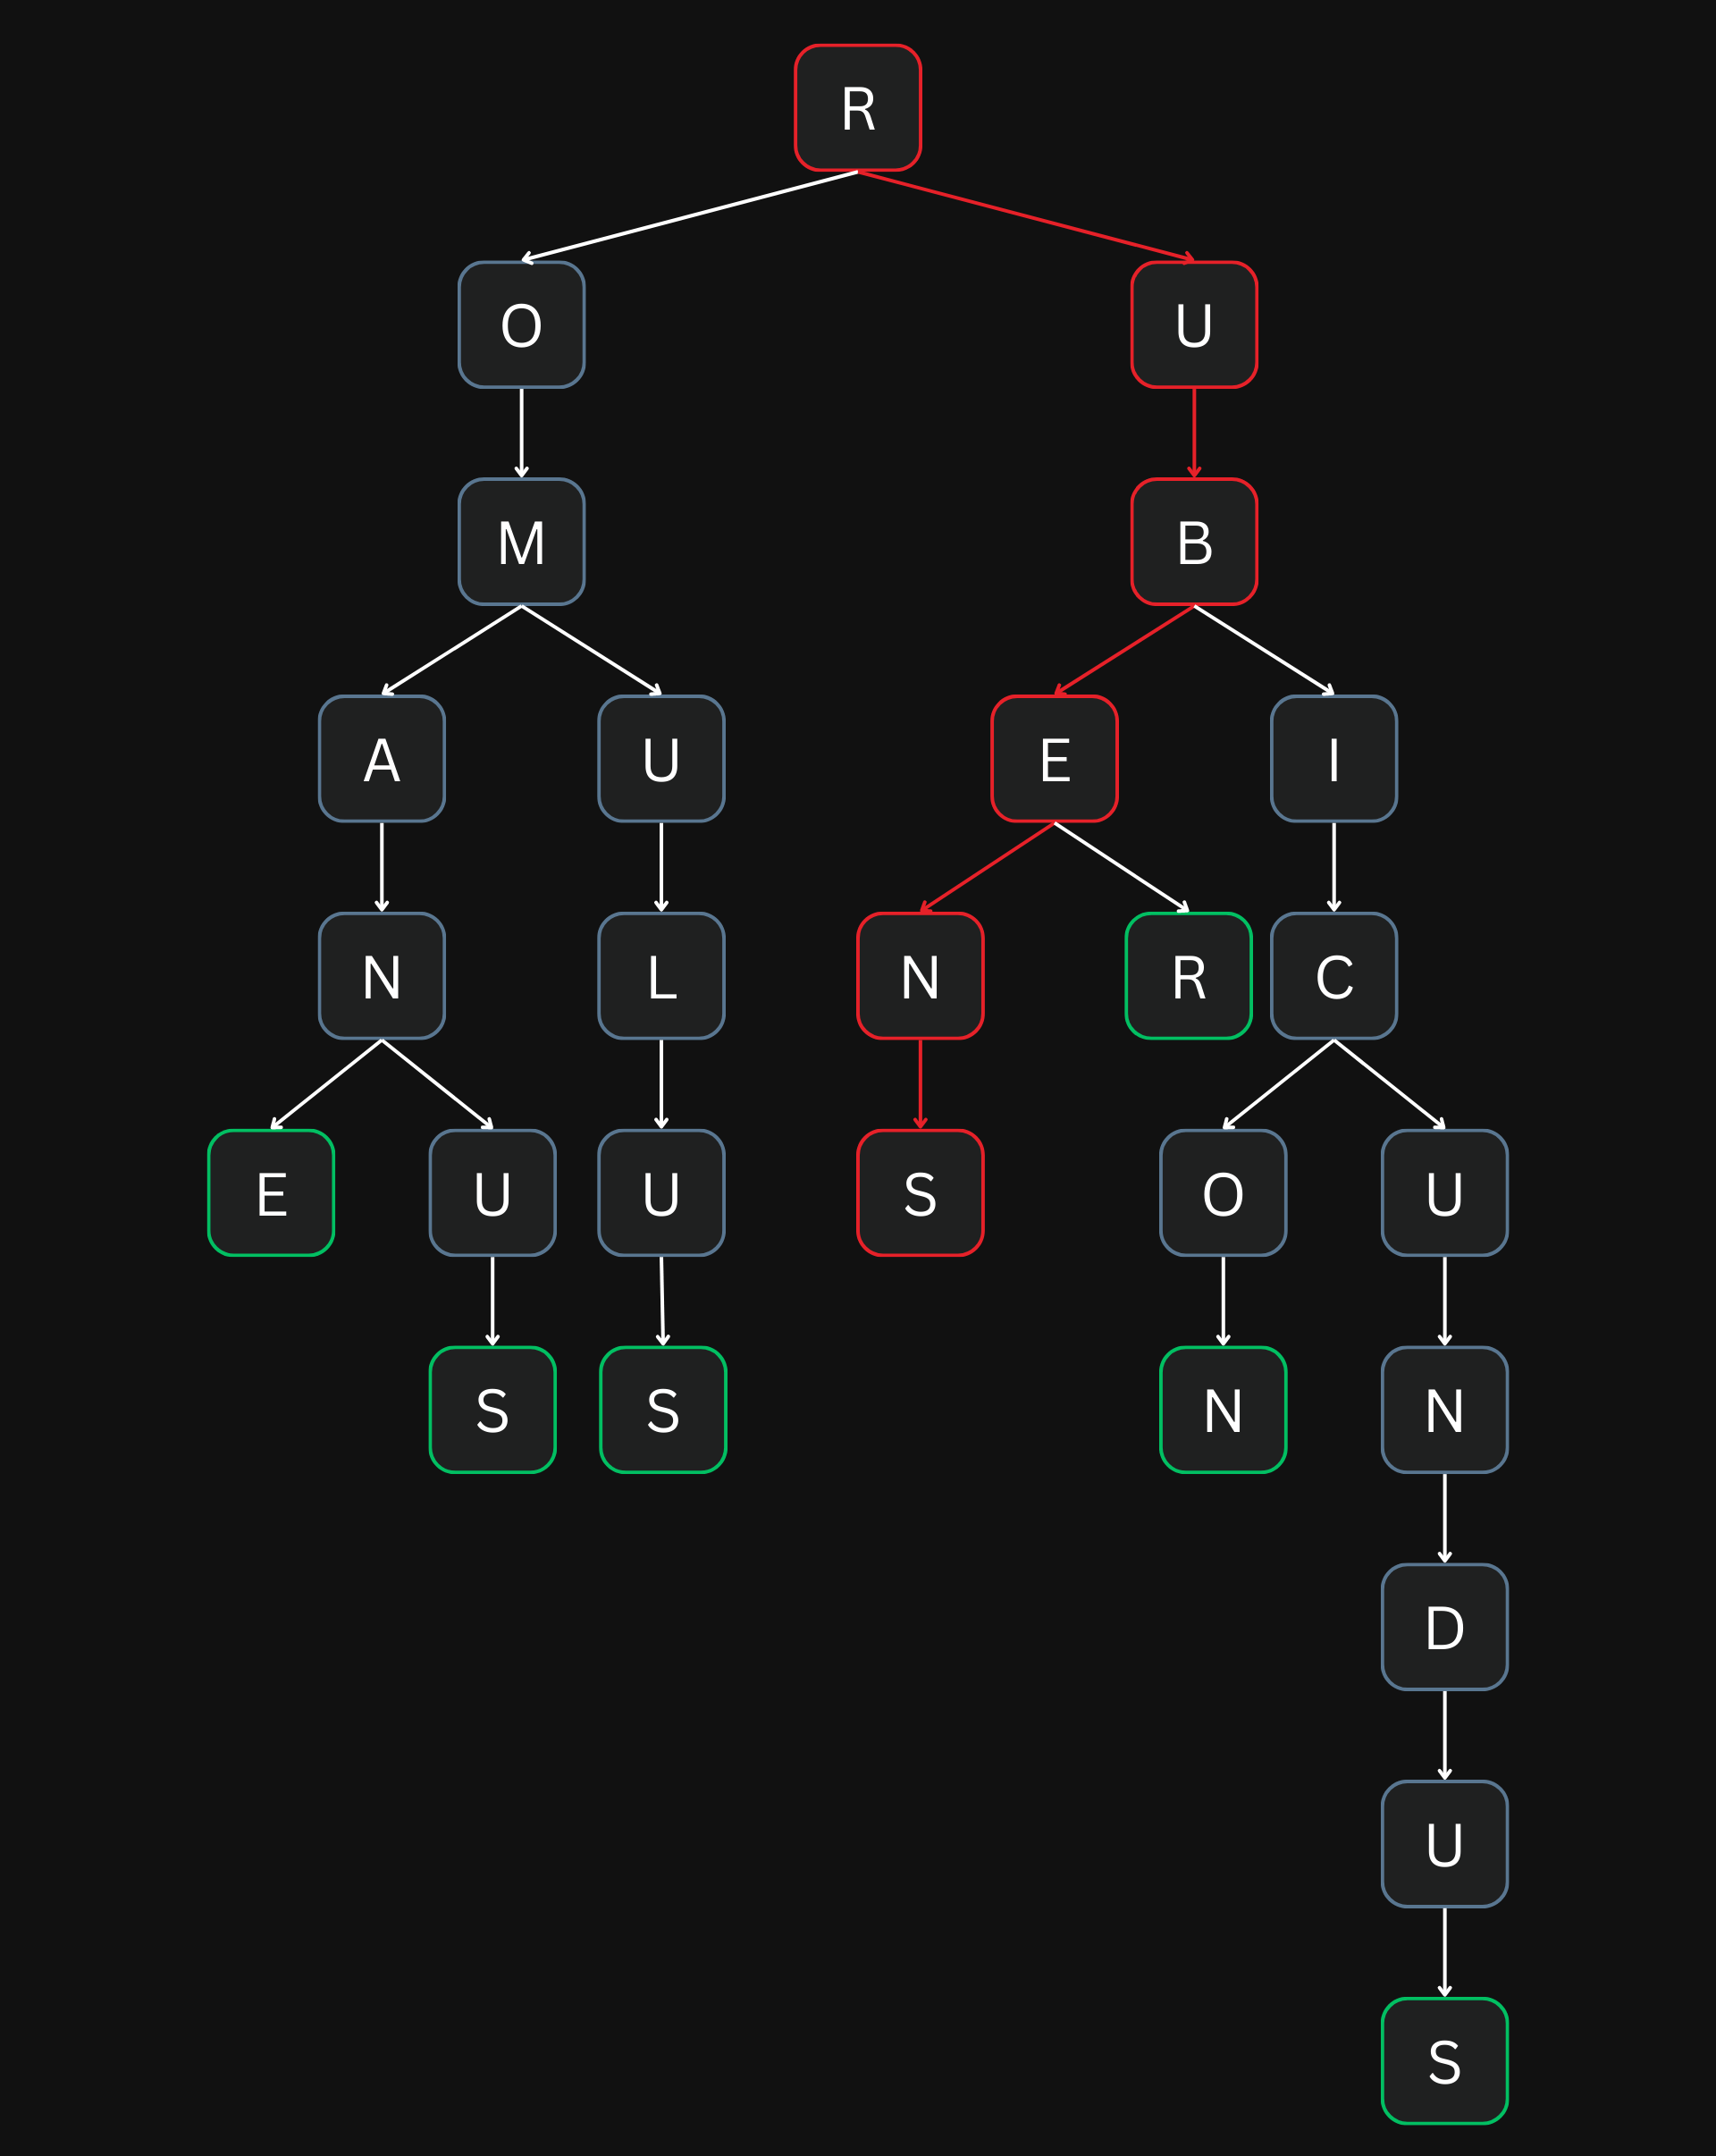 R
O U
M B
A U E I
N L N R C
E U U S O U
S S N N
D
U
S